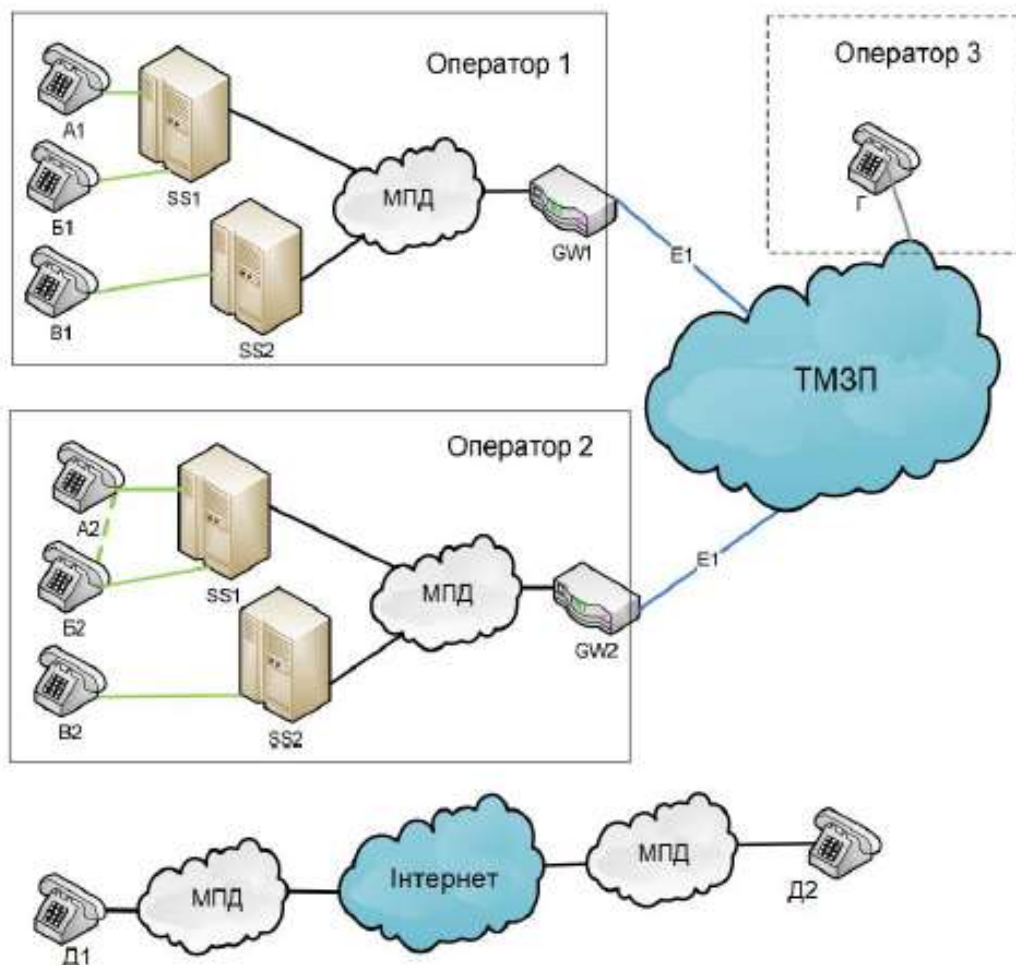 Оператор 1
А1
Б1
В1
SS1
SS2
МПД
GW1
E1
Оператор 3
Г
ТМЗП
Оператор 2
А2
Б2
В2
SS1
SS2
МПД
GW2
E1
Д1
МПД
Інтернет
МПД
Д2